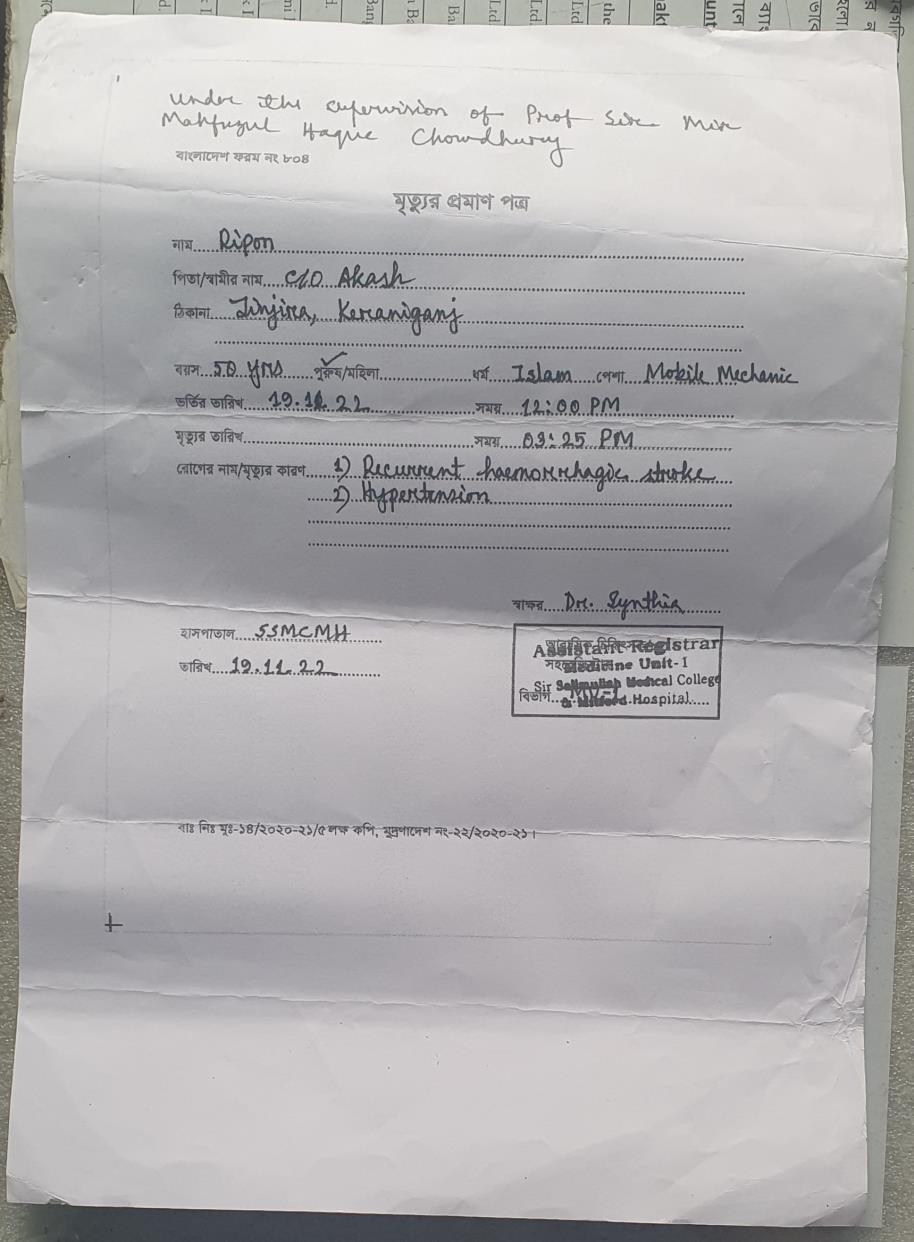 under the supervision of Prof Sir Mir
Mahfuzul Haque Chowdhury
বাংলাদেশ ফরম নং ৮০৪
মৃত্যুর প্রমাণ পত্র
নাম Ripon
পিতা/স্বামীর নাম C/O Akash
ঠিকানা Jinjira, Keraniganj
বয়স 50 yrs পুরুষ/মহিলা ধর্ম Islam পেশা Mobile Mechanic
ভর্তির তারিখ 19.11.22 সময় 12:00 PM
মৃত্যুর তারিখ সময় 03:25 PM
রোগের নাম/মৃত্যুর কারণ 1) Recurrent haemorrhagic stroke
2) Hypertension
স্বাক্ষর Dr. Synthia
হাসপাতাল SSMCMH
তারিখ 19.11.22
Assistant Registrar
Medicine Unit-1
Sir Salimullah Medical College
বিভাগ MU-1
& Mitford Hospital
বাঃ নিঃ মুঃ-১৪/২০২০-২১/৫ লক্ষ কপি, মুদ্রণাদেশ নং-২২/২০২০-২১।